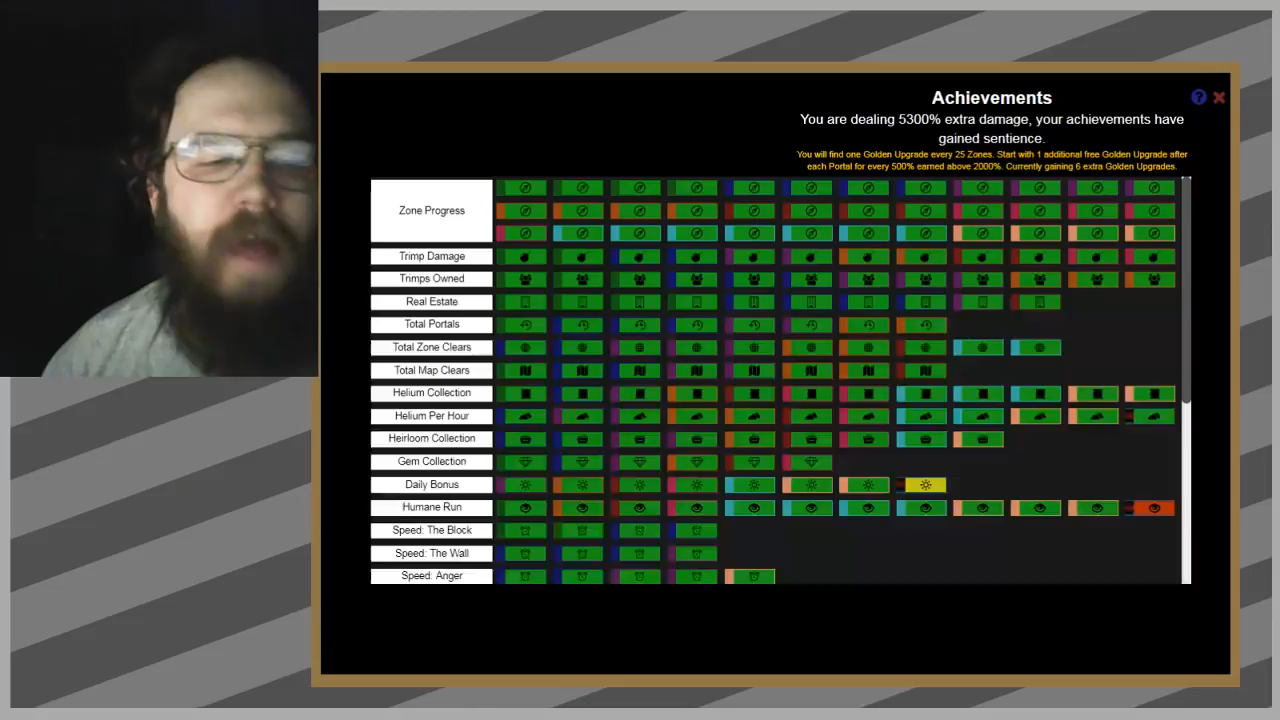 Achievements
You are dealing 5300% extra damage, your achievements have
gained sentience.
You will find one Golden Upgrade every 25 Zones. Start with 1 additional free Golden Upgrade after
each Portal for every 500% earned above 2000%. Currently gaining 6 extra Golden Upgrades.
Zone Progress
Trimp Damage
Trimps Owned
Real Estate
Total Portals
Total Zone Clears
Total Map Clears
Helium Collection
Helium Per Hour
Heirloom Collection
Gem Collection
Daily Bonus
Humane Run
Speed: The Block
Speed: The Wall
Speed: Anger